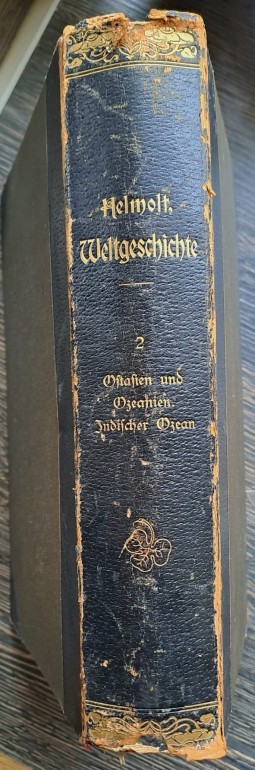 Helmolt,
Weltgeschichte
2
Ostasien und
Ozeanien.
Indischer Ozean